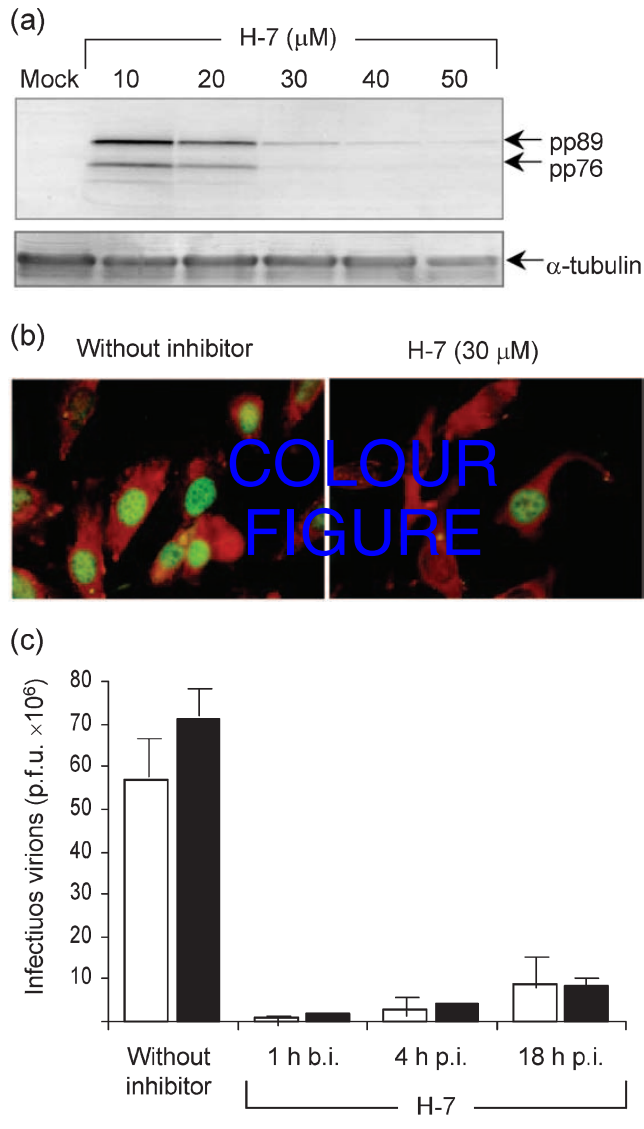 (a)
H-7 (μM)
Mock 10 20 30 40 50
pp89
pp76
α-tubulin
(b)
Without inhibitor H-7 (30 μM)
COLOUR
FIGURE
(c)
Infectiuos virions (p.f.u. ×10⁶)
80
70
60
50
40
30
20
10
Without
inhibitor
1 h b.i. 4 h p.i. 18 h p.i.
H-7